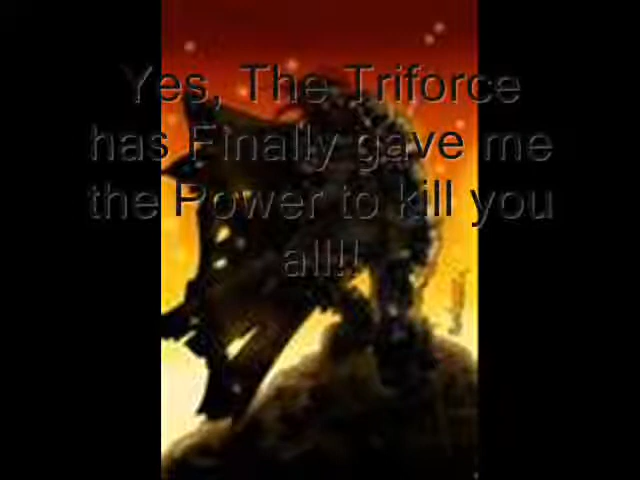 Yes, The Triforce
has Finally gave me
the Power to kill you
all!!